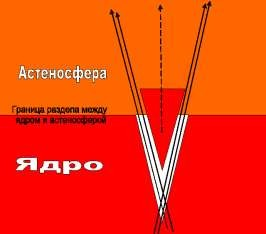 Астеносфера
Граница раздела между
ядром и астеносферой
Ядро